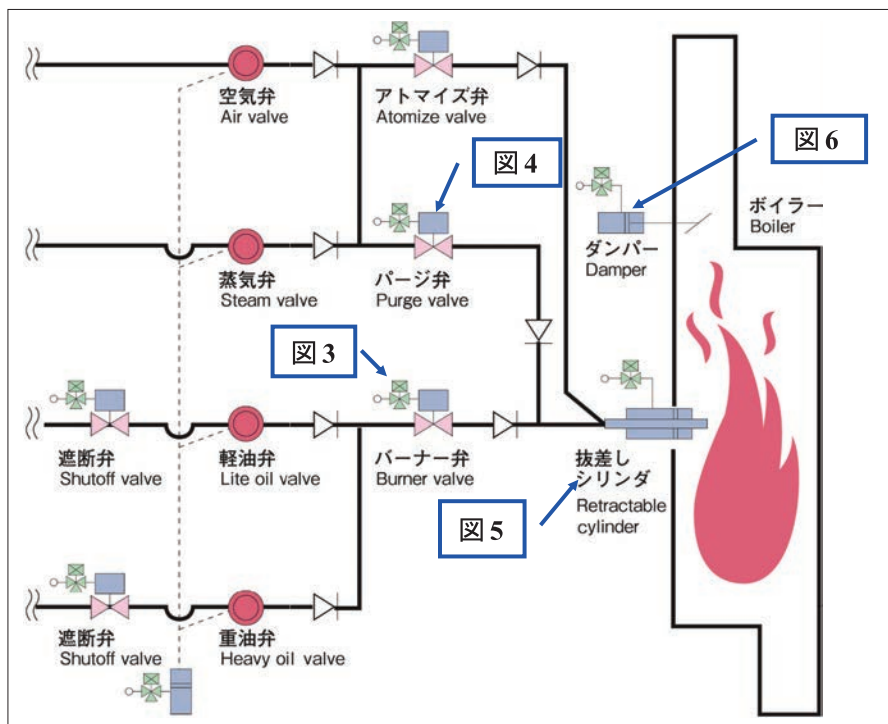 空気弁
Air valve
アトマイズ弁
Atomize valve
図 6
図 4
ボイラー
Boiler
ダンパー
Damper
蒸気弁
Steam valve
パージ弁
Purge valve
図 3
遮断弁
Shutoff valve
軽油弁
Lite oil valve
バーナー弁
Burner valve
抜差し
シリンダ
Retractable
cylinder
図 5
遮断弁
Shutoff valve
重油弁
Heavy oil valve